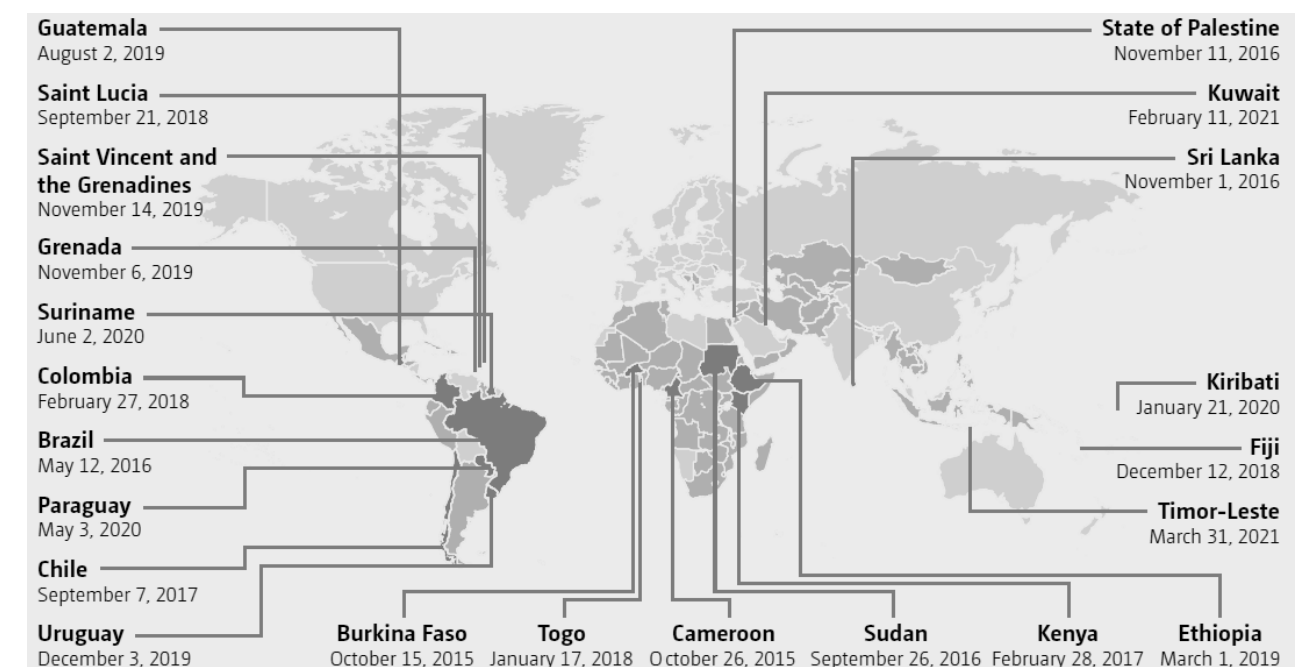 Guatemala
August 2, 2019
Saint Lucia
September 21, 2018
Saint Vincent and
the Grenadines
November 14, 2019
Grenada
November 6, 2019
Suriname
June 2, 2020
Colombia
February 27, 2018
Brazil
May 12, 2016
Paraguay
May 3, 2020
Chile
September 7, 2017
Uruguay
December 3, 2019
Burkina Faso
October 15, 2015
Togo
January 17, 2018
Cameroon
October 26, 2015
Sudan
September 26, 2016
Kenya
February 28, 2017
Ethiopia
March 1, 2019
State of Palestine
November 11, 2016
Kuwait
February 11, 2021
Sri Lanka
November 1, 2016
Kiribati
January 21, 2020
Fiji
December 12, 2018
Timor-Leste
March 31, 2021